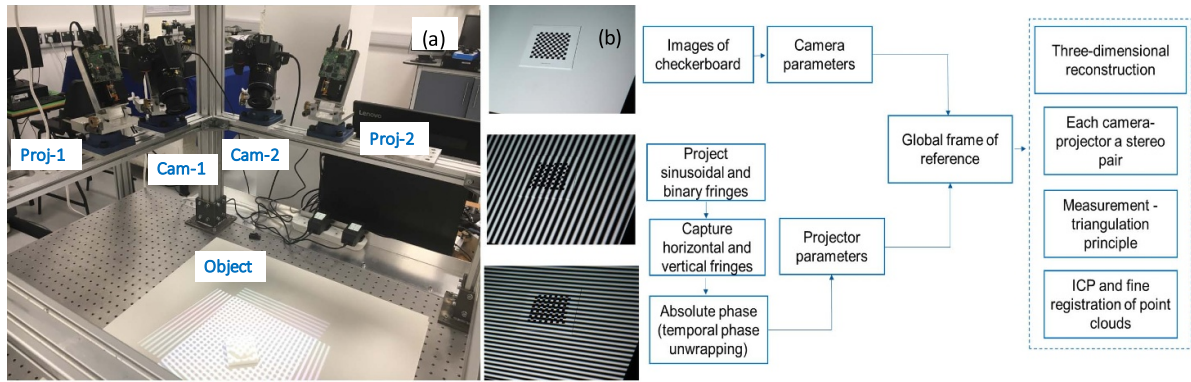 (a)
Lenovo
Proj-1
Cam-1
Cam-2
Proj-2
Object
(b)
Images of
checkerboard
Camera
parameters
Project
sinusoidal and
binary fringes
Capture
horizontal and
vertical fringes
Absolute phase
(temporal phase
unwrapping)
Projector
parameters
Global frame of
reference
Three-dimensional
reconstruction
Each camera-
projector a stereo
pair
Measurement -
triangulation
principle
ICP and fine
registration of point
clouds